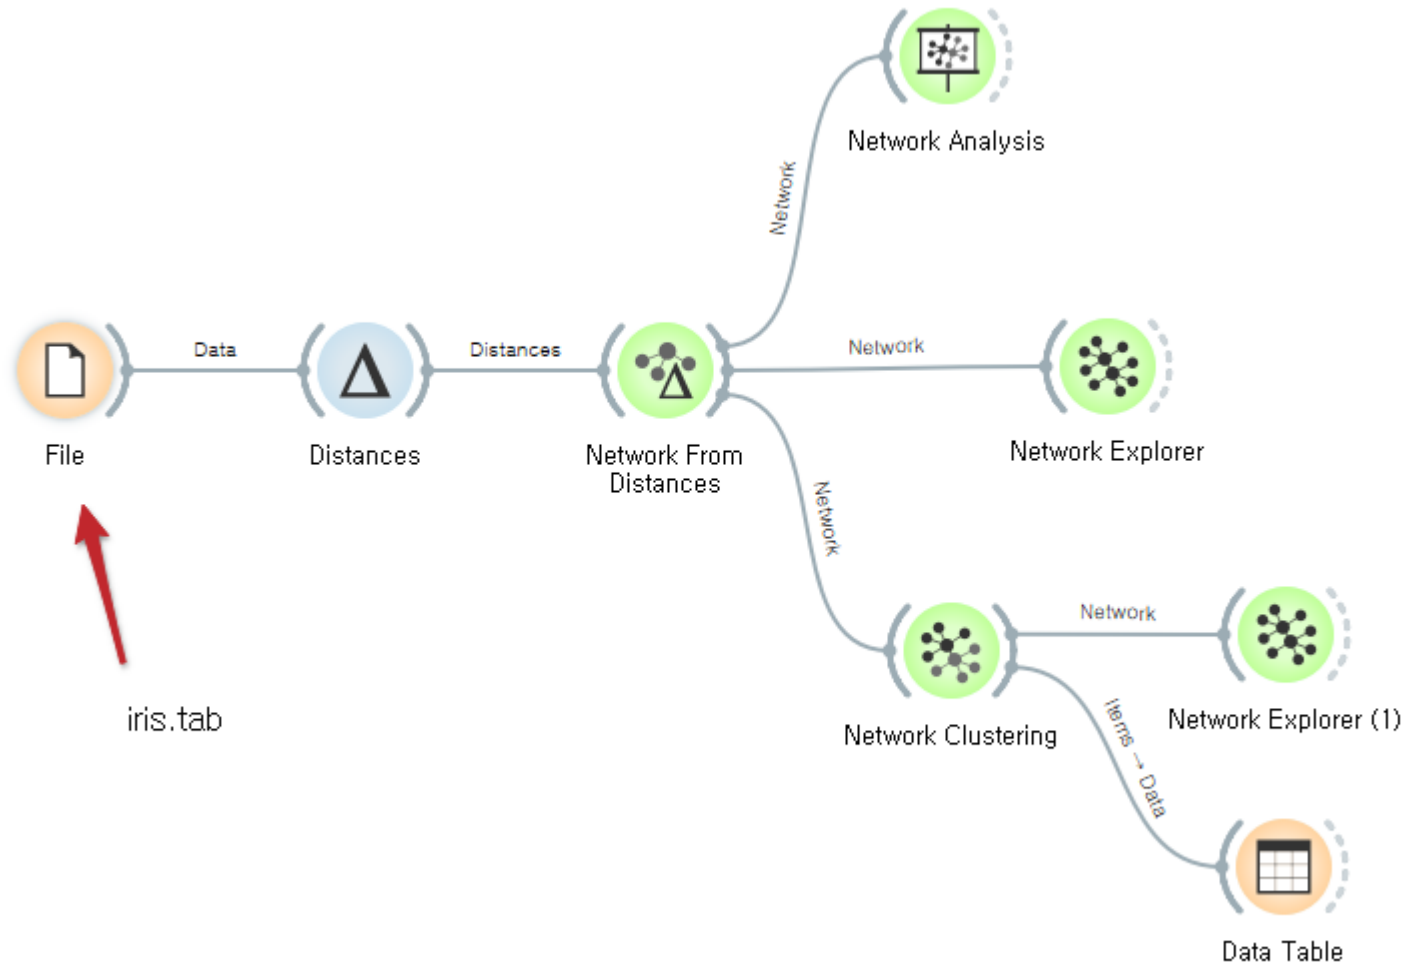 Network Analysis
Network
Data
Distances
Network
File
Distances
Network From
Distances
Network Explorer
Network
iris.tab
Network
Network Clustering
Network Explorer (1)
Items → Data
Data Table